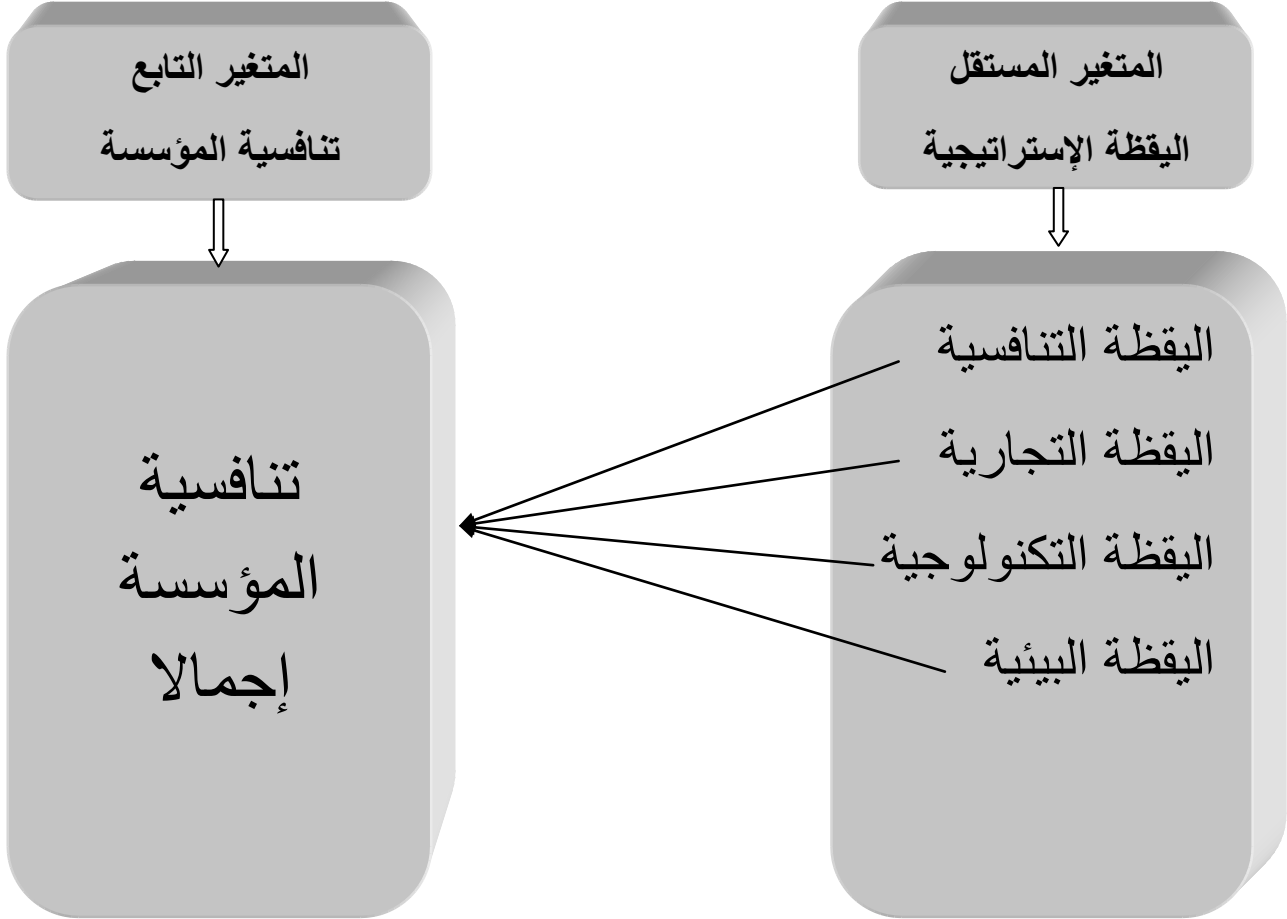 المتغير المستقل
اليقظة الإستراتيجية
المتغير التابع
تنافسية المؤسسة
اليقظة التنافسية
اليقظة التجارية
اليقظة التكنولوجية
اليقظة البيئية
تنافسية
المؤسسة
إجمالا